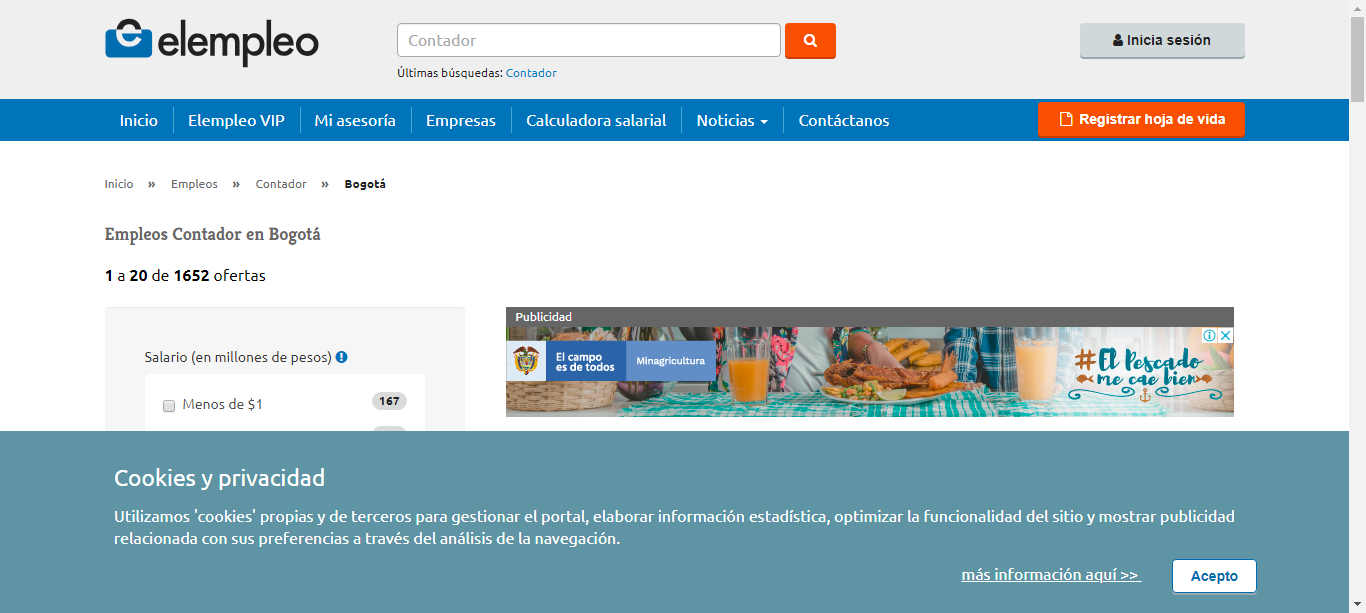 elempleo
Contador
Últimas búsquedas: Contador
Inicia sesión
Inicio Elempleo VIP Mi asesoría Empresas Calculadora salarial Noticias Contáctanos
Registrar hoja de vida
Inicio » Empleos » Contador » Bogotá
Empleos Contador en Bogotá
1 a 20 de 1652 ofertas
Salario (en millones de pesos)
Menos de $1 167
Publicidad
El campo
es de todos
Minagricultura
#El Pescado
me cae bien
Cookies y privacidad
Utilizamos 'cookies' propias y de terceros para gestionar el portal, elaborar información estadística, optimizar la funcionalidad del sitio y mostrar publicidad
relacionada con sus preferencias a través del análisis de la navegación.
más información aquí >>
Acepto